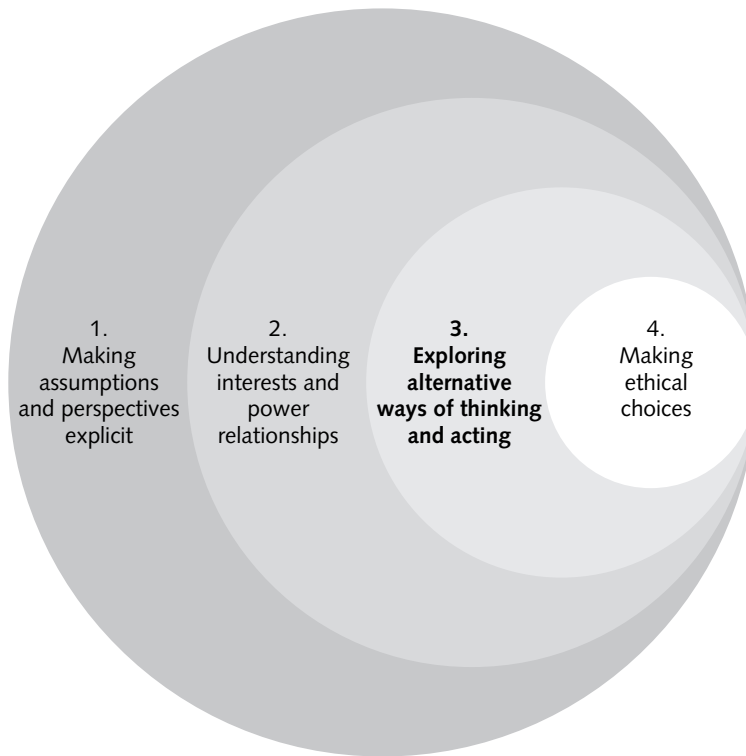 1.
Making
assumptions
and perspectives
explicit
2.
Understanding
interests and
power
relationships
3.
Exploring
alternative
ways of thinking
and acting
4.
Making
ethical
choices